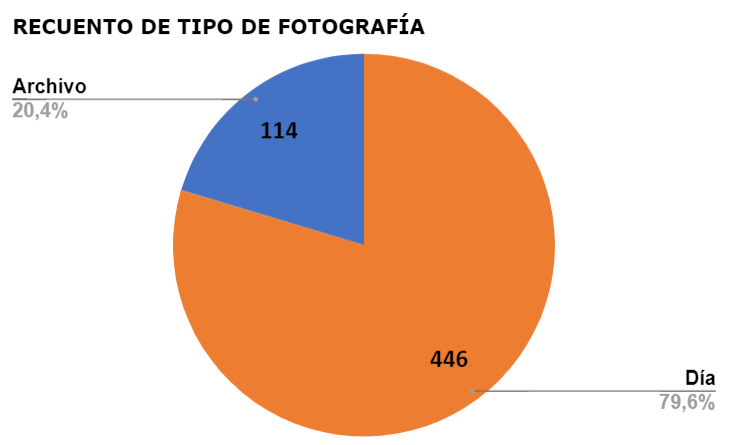 RECUENTO DE TIPO DE FOTOGRAFÍA
Archivo
20,4%
114
446
Día
79,6%